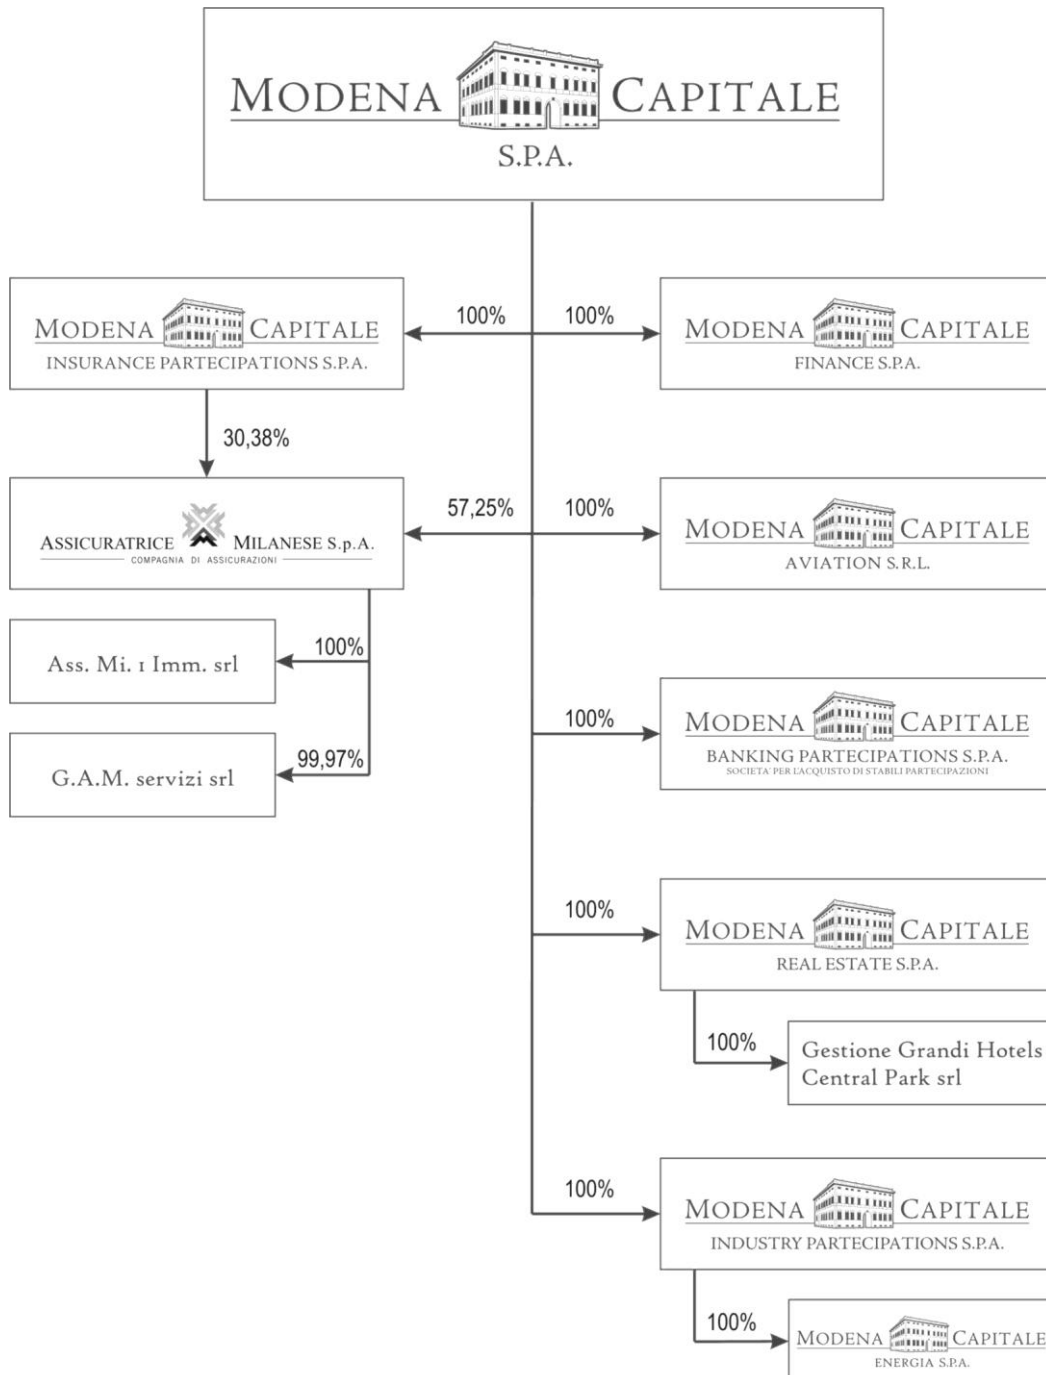 MODENA CAPITALE
S.P.A.
MODENA CAPITALE
INSURANCE PARTECIPATIONS S.P.A.
100%
100%
MODENA CAPITALE
FINANCE S.P.A.
30,38%
ASSICURATRICE MILANESE S.p.A.
COMPAGNIA DI ASSICURAZIONI
57,25%
100%
MODENA CAPITALE
AVIATION S.R.L.
Ass. Mi. 1 Imm. srl
100%
G.A.M. servizi srl
99,97%
100%
MODENA CAPITALE
BANKING PARTECIPATIONS S.P.A.
SOCIETA' PER L'ACQUISTO DI STABILI PARTECIPAZIONI
100%
MODENA CAPITALE
REAL ESTATE S.P.A.
100%
Gestione Grandi Hotels
Central Park srl
100%
MODENA CAPITALE
INDUSTRY PARTECIPATIONS S.P.A.
100%
MODENA CAPITALE
ENERGIA S.P.A.